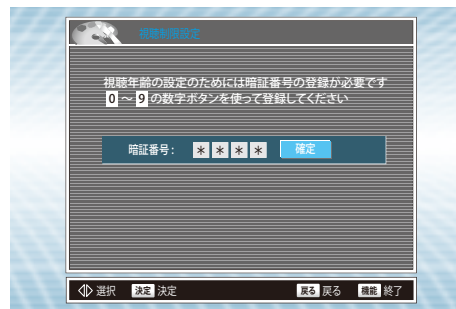 視聴制限設定
視聴年齢の設定のためには暗証番号の登録が必要です
0 ～ 9 の数字ボタンを使って登録してください
暗証番号： ＊ ＊ ＊ ＊ 確定
選択 決定 決定 戻る 戻る 機能 終了